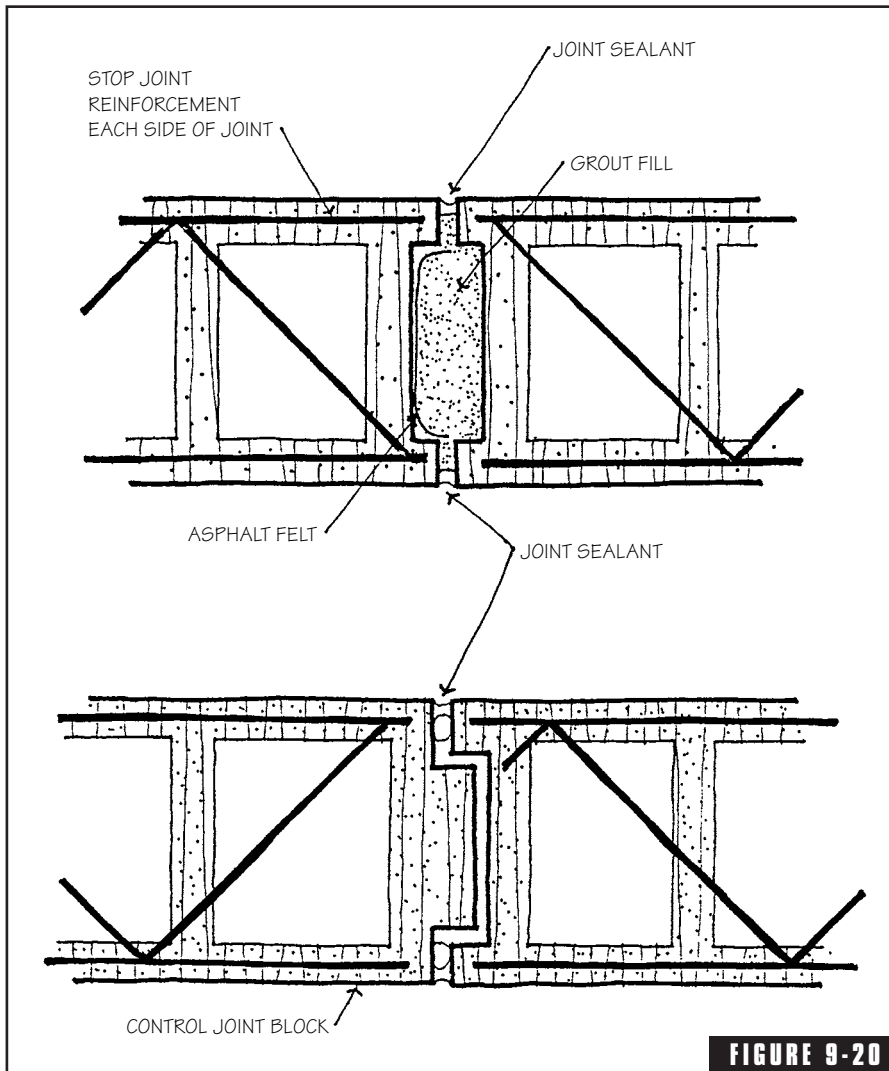 JOINT SEALANT
STOP JOINT
REINFORCEMENT
EACH SIDE OF JOINT
GROUT FILL
ASPHALT FELT
JOINT SEALANT
CONTROL JOINT BLOCK
FIGURE 9-20